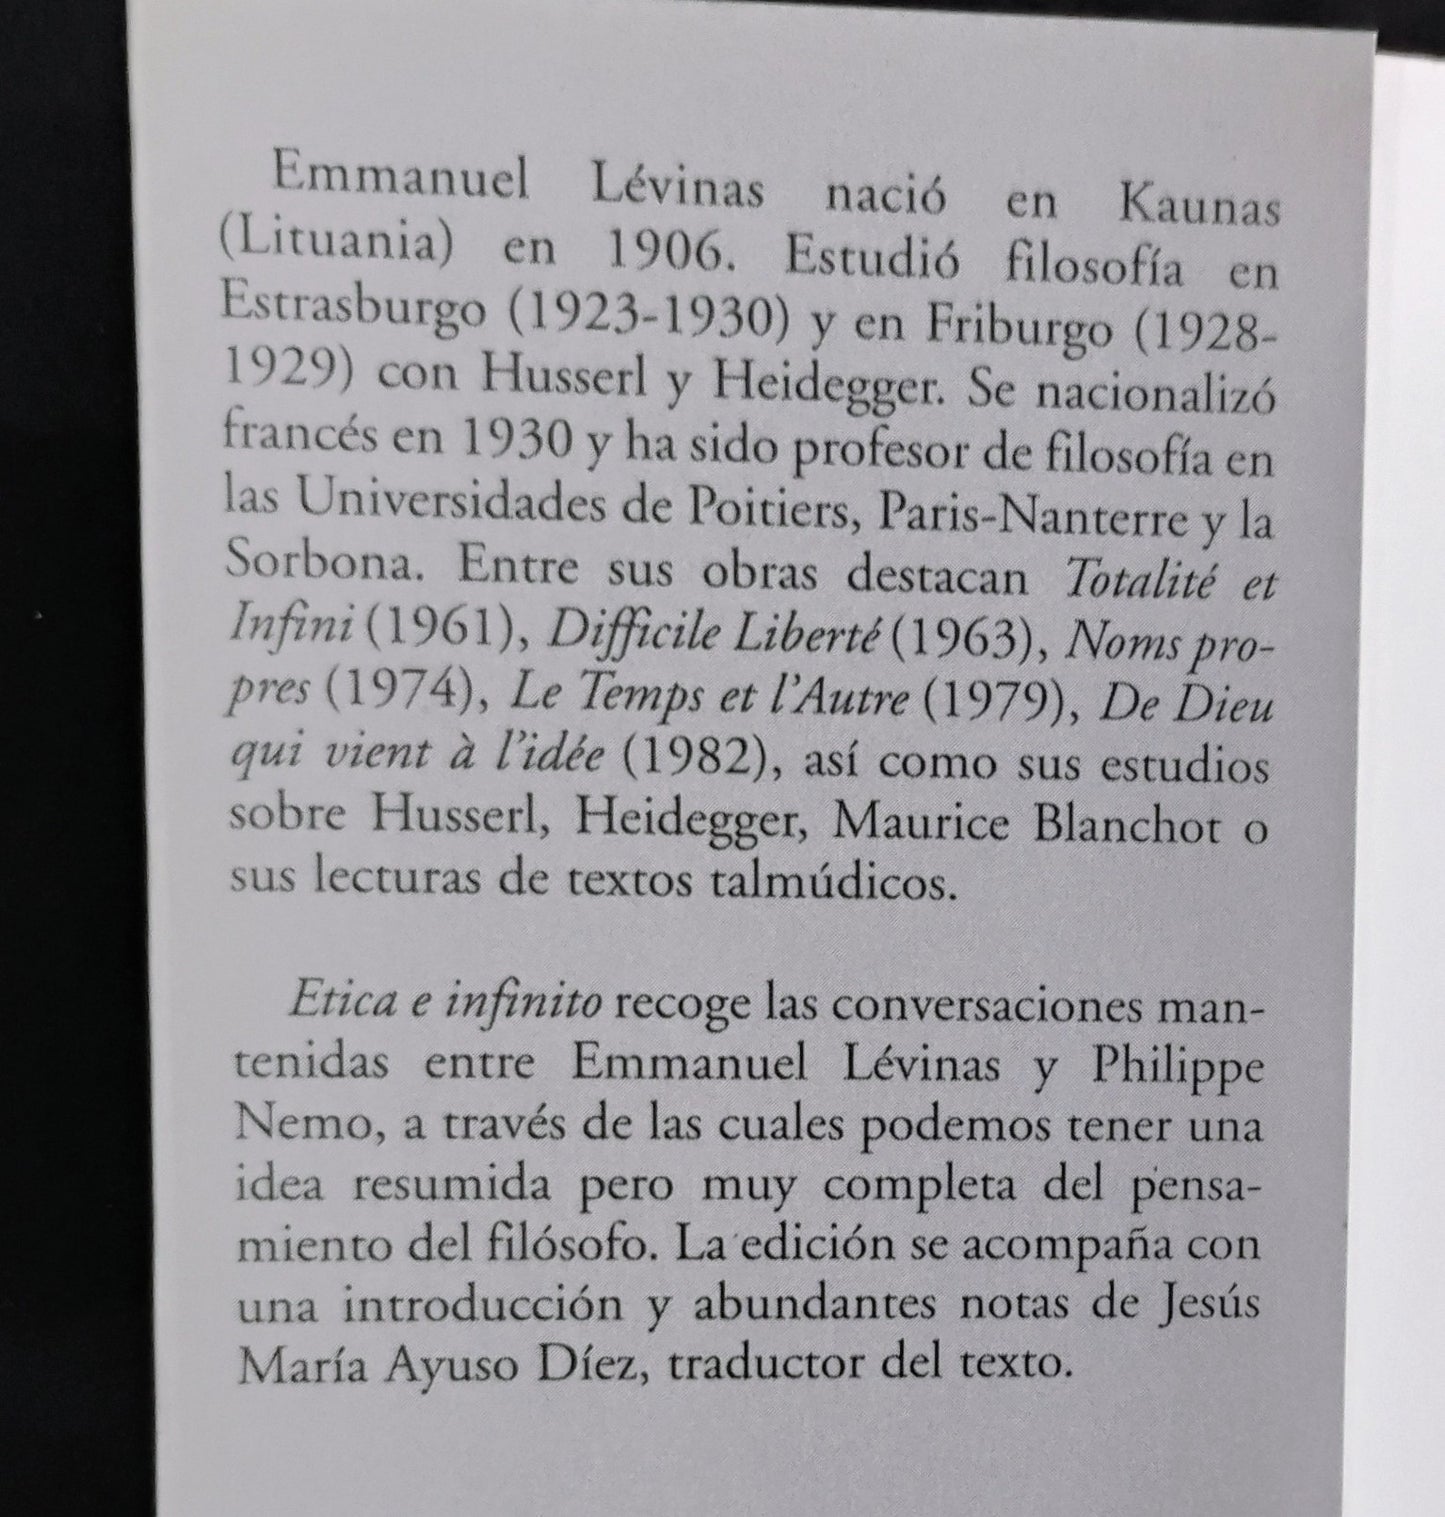 Emmanuel Lévinas nació en Kaunas
(Lituania) en 1906. Estudió filosofía en
Estrasburgo (1923-1930) y en Friburgo (1928-
1929) con Husserl y Heidegger. Se nacionalizó
francés en 1930 y ha sido profesor de filosofía en
las Universidades de Poitiers, Paris-Nanterre y la
Sorbona. Entre sus obras destacan Totalité et
Infini (1961), Difficile Liberté (1963), Noms pro-
pres (1974), Le Temps et l'Autre (1979), De Dieu
qui vient à l'idée (1982), así como sus estudios
sobre Husserl, Heidegger, Maurice Blanchot o
sus lecturas de textos talmúdicos.
Etica e infinito recoge las conversaciones man-
tenidas entre Emmanuel Lévinas y Philippe
Nemo, a través de las cuales podemos tener una
idea resumida pero muy completa del pensa-
miento del filósofo. La edición se acompaña con
una introducción y abundantes notas de Jesús
María Ayuso Díez, traductor del texto.